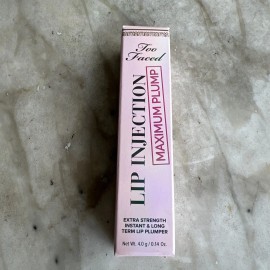 Too
Faced
LIP INJECTION
MAXIMUM PLUMP
EXTRA STRENGTH
INSTANT & LONG
TERM LIP PLUMPER
Net Wt. 4.0 g / 0.14 Oz.